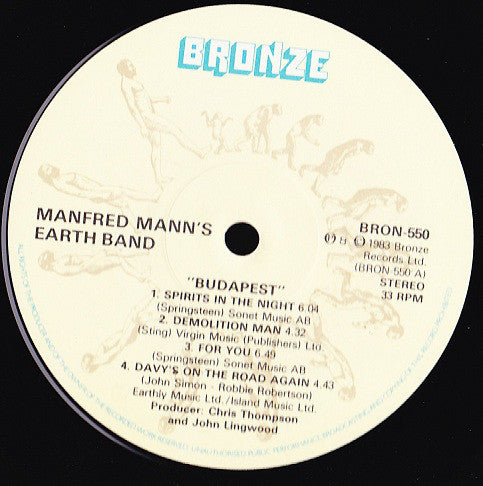 BRONZE
MANFRED MANN'S
EARTH BAND
BRON-550
Ⓟ & © 1983 Bronze
Records Ltd.
(BRON 550 A)
STEREO
33 RPM
"BUDAPEST"
1. SPIRITS IN THE NIGHT 6.04
(Springsteen) Sonet Music AB
2. DEMOLITION MAN 4.32
(Sting) Virgin Music (Publishers) Ltd.
3. FOR YOU 6.49
(Springsteen) Sonet Music AB
4. DAVY'S ON THE ROAD AGAIN 4.43
(John Simon - Robbie Robertson)
Earthly Music Ltd./Island Music Ltd.
Producer: Chris Thompson
and John Lingwood